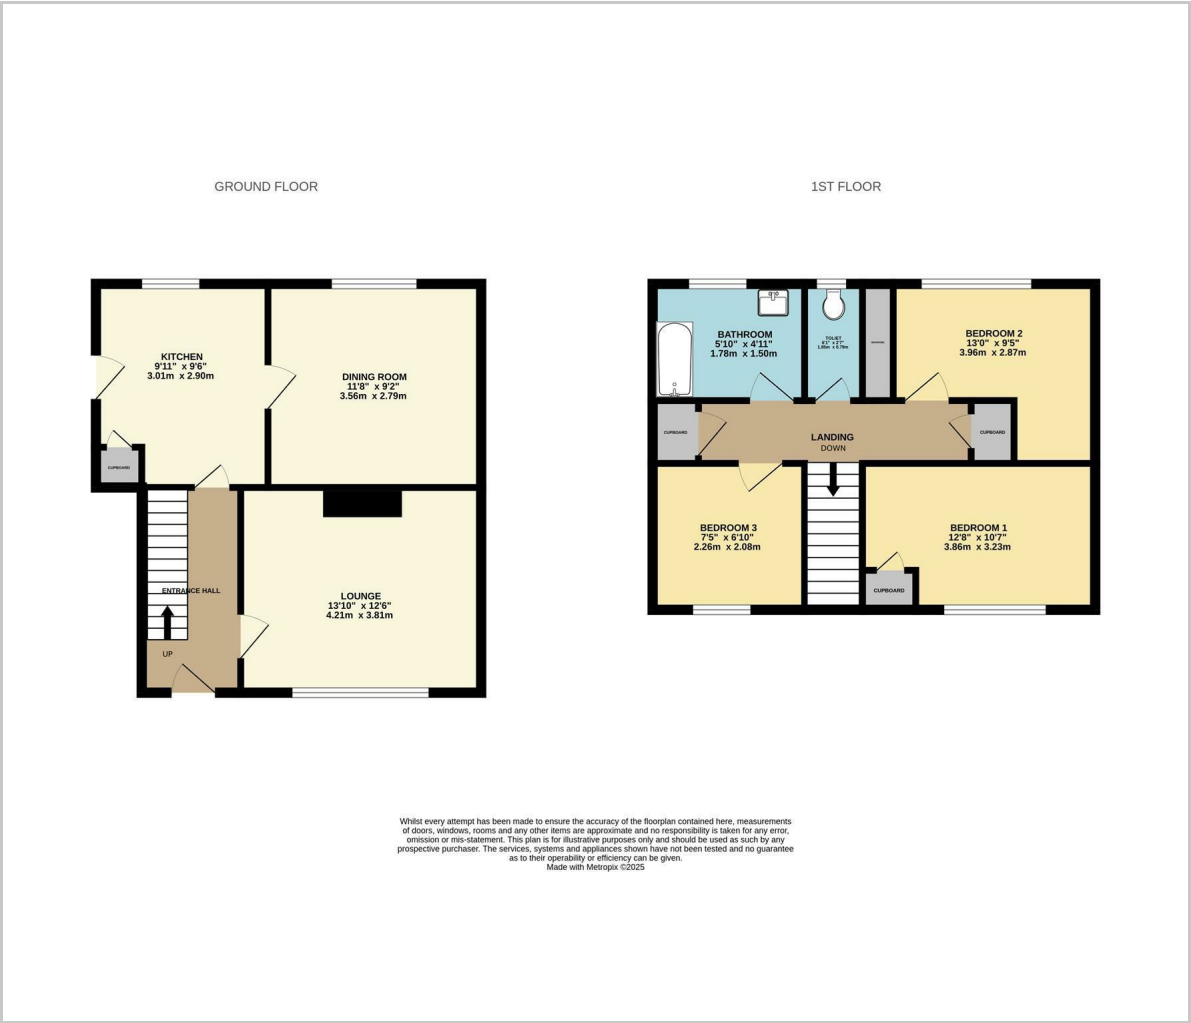 GROUND FLOOR
1ST FLOOR
KITCHEN
9'11" x 9'6"
3.01m x 2.90m
DINING ROOM
11'8" x 9'2"
3.56m x 2.79m
CUPBOARD
ENTRANCE HALL
UP
LOUNGE
13'10" x 12'6"
4.21m x 3.81m
BATHROOM
5'10" x 4'11"
1.78m x 1.50m
TOLIET
BEDROOM 2
13'0" x 9'5"
3.96m x 2.87m
CUPBOARD
LANDING
DOWN
CUPBOARD
BEDROOM 3
7'5" x 6'10"
2.26m x 2.08m
BEDROOM 1
12'8" x 10'7"
3.86m x 3.23m
CUPBOARD
Whilst every attempt has been made to ensure the accuracy of the floorplan contained here, measurements
of doors, windows, rooms and any other items are approximate and no responsibility is taken for any error,
omission or mis-statement. This plan is for illustrative purposes only and should be used as such by any
prospective purchaser. The services, systems and appliances shown have not been tested and no guarantee
as to their operability or efficiency can be given.
Made with Metropix ©2025